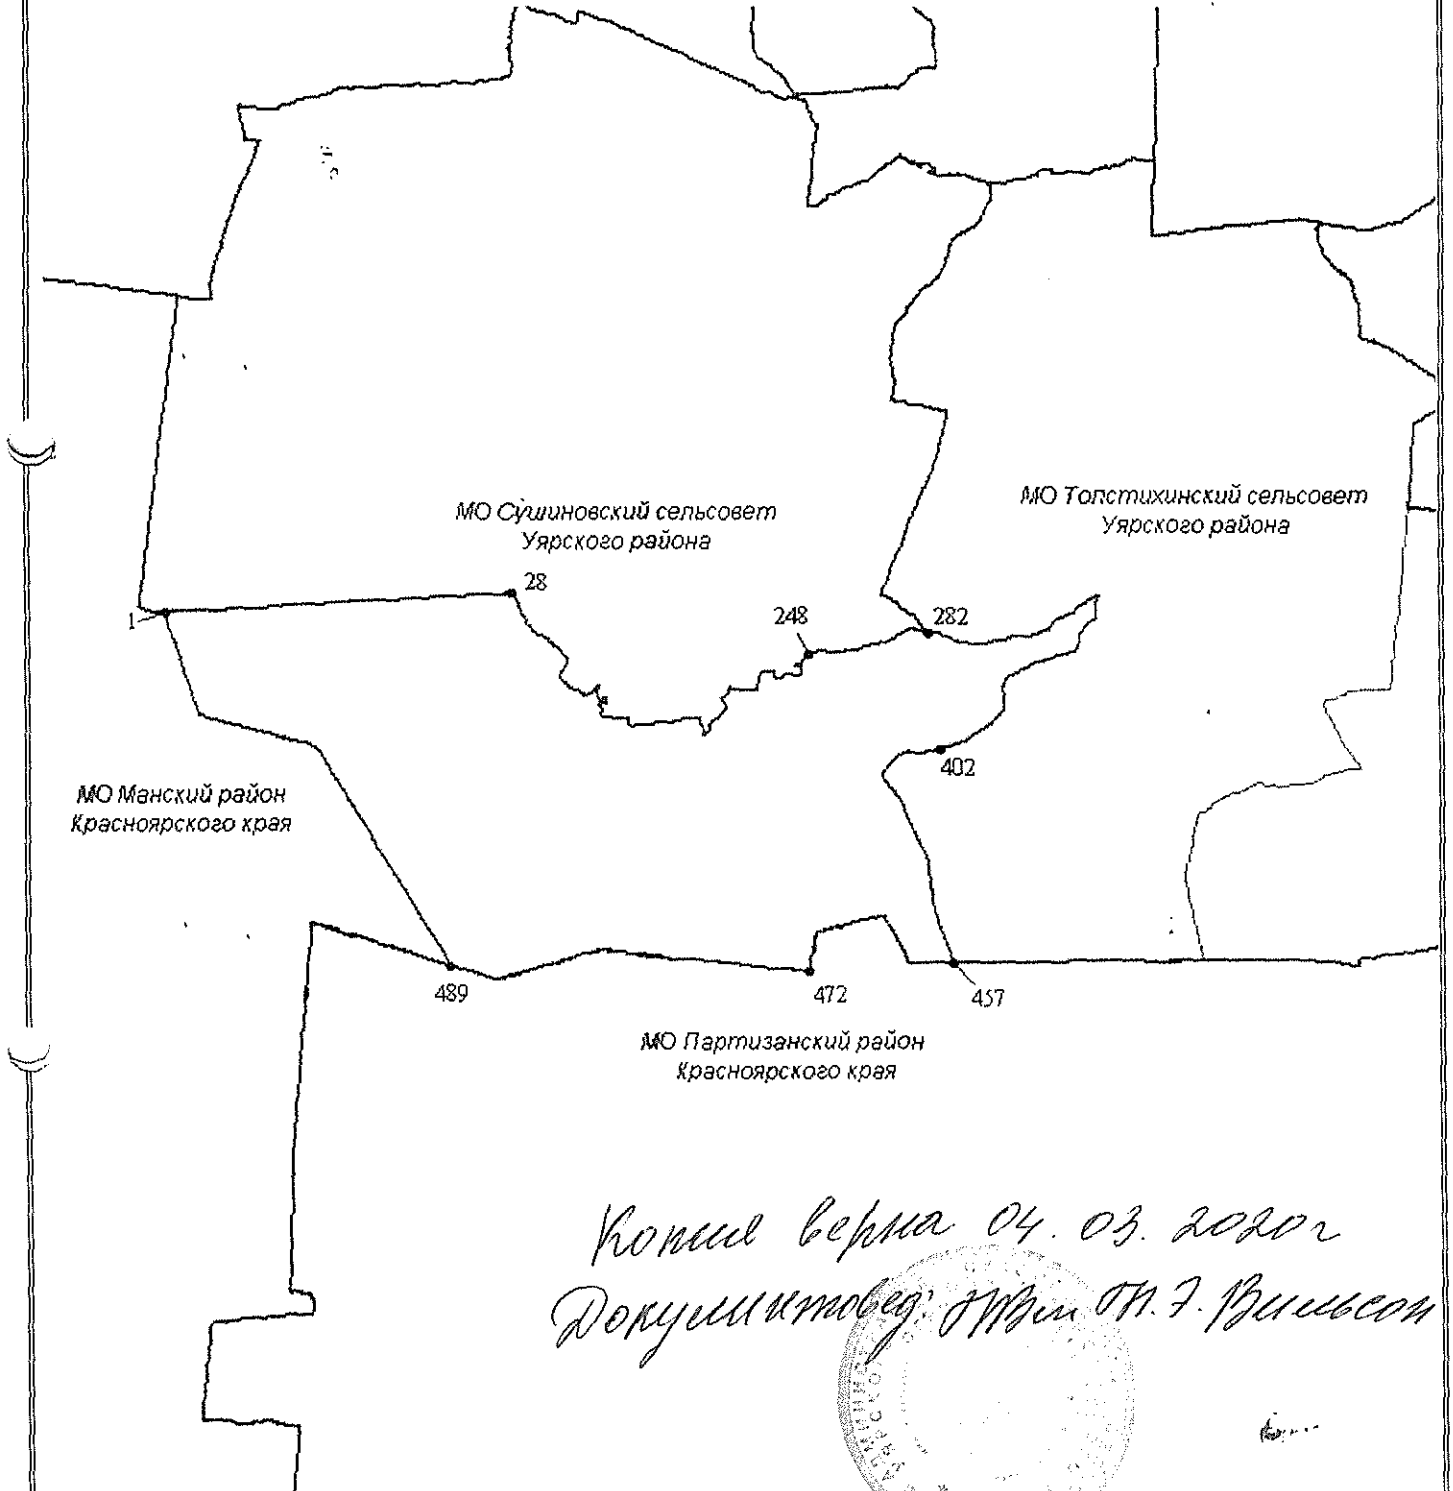 МО Сушиновский сельсовет
Уярского района
МО Толстихинский сельсовет
Уярского района
28
1
248
282
402
МО Манский район
Красноярского края
489
472
457
МО Партизанский район
Красноярского края
Копия верна 04.03.2020г
Документовед: Т.Э. Вильсон